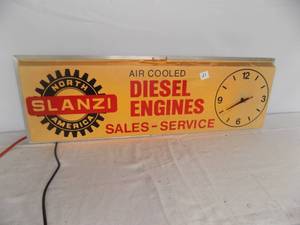 NORTH
SLANZI
AMERICA
AIR COOLED
DIESEL
ENGINES
SALES - SERVICE
12
3
6
9